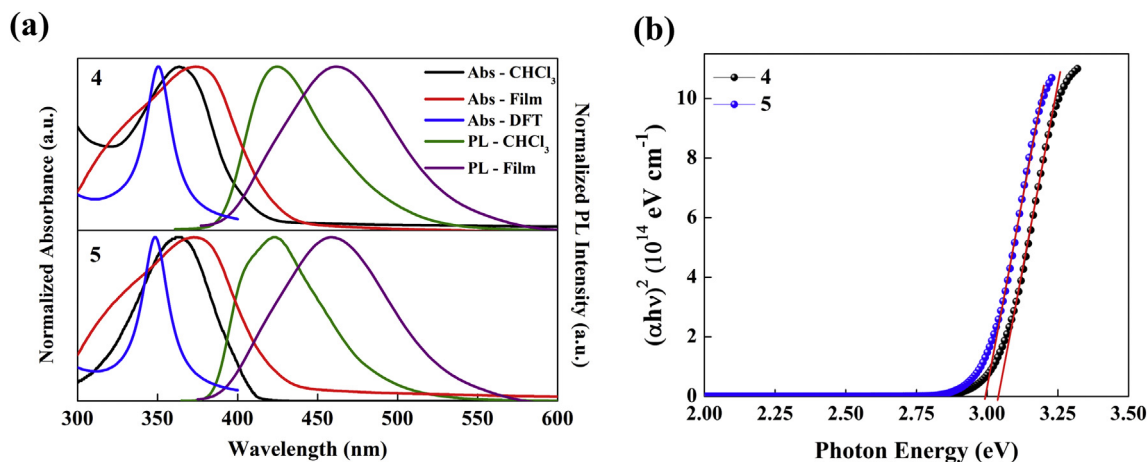 (a)
4
Abs - CHCl₃
Abs - Film
Abs - DFT
PL - CHCl₃
PL - Film
5
Normalized Absorbance (a.u.)
Normalized PL Intensity (a.u.)
300 350 400 450 500 550 600
Wavelength (nm)
(b)
4
5
10
8
6
4
2
0
(αhν)² (10¹⁴ eV cm⁻¹)
2.00 2.25 2.50 2.75 3.00 3.25 3.50
Photon Energy (eV)